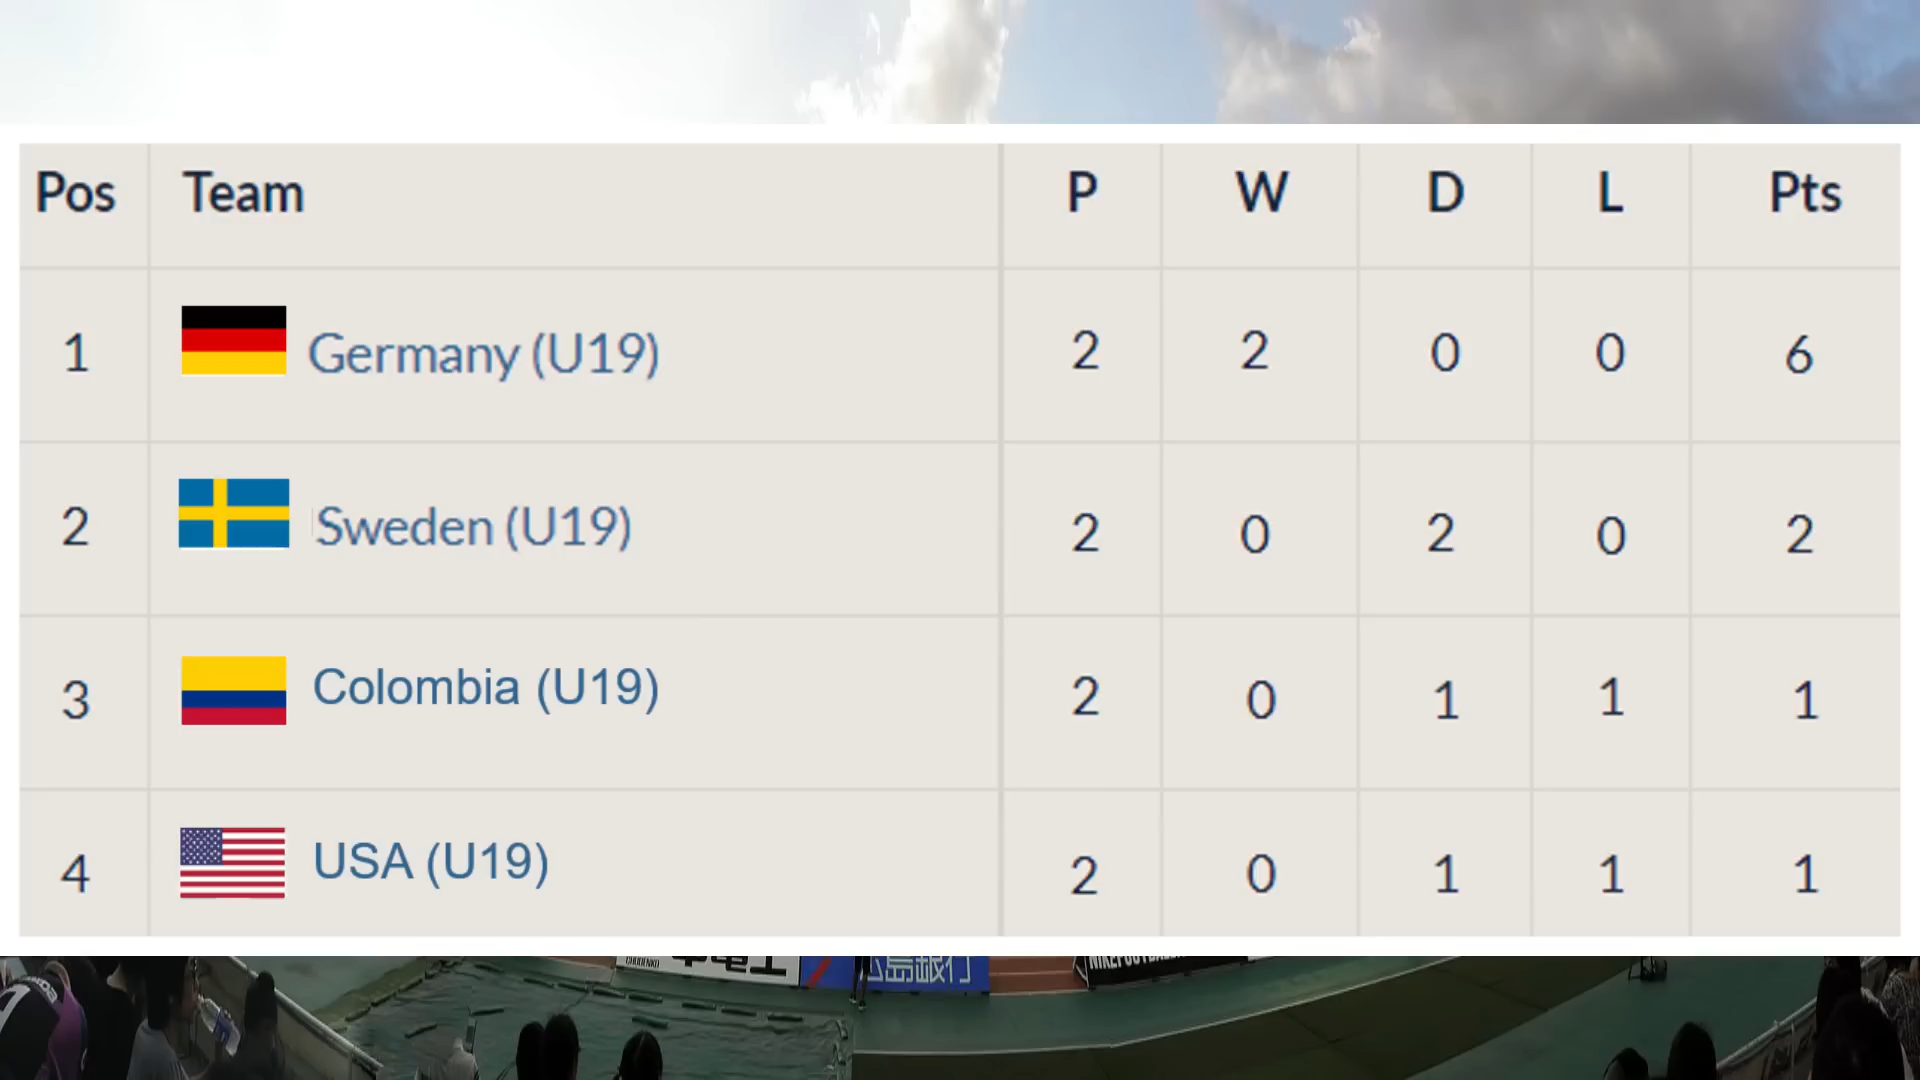 Pos Team P W D L Pts
1 Germany (U19) 2 2 0 0 6
2 Sweden (U19) 2 0 2 0 2
3 Colombia (U19) 2 0 1 1 1
4 USA (U19) 2 0 1 1 1
CHUDENKO